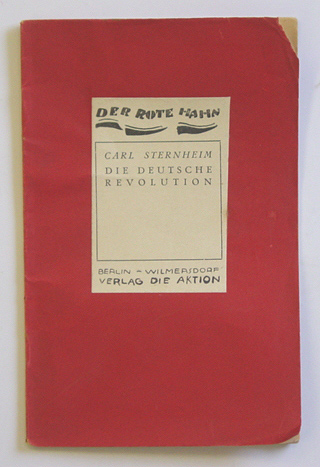 DER ROTE HAHN
CARL STERNHEIM
DIE DEUTSCHE
REVOLUTION
BERLIN – WILMERSDORF
VERLAG DIE AKTION